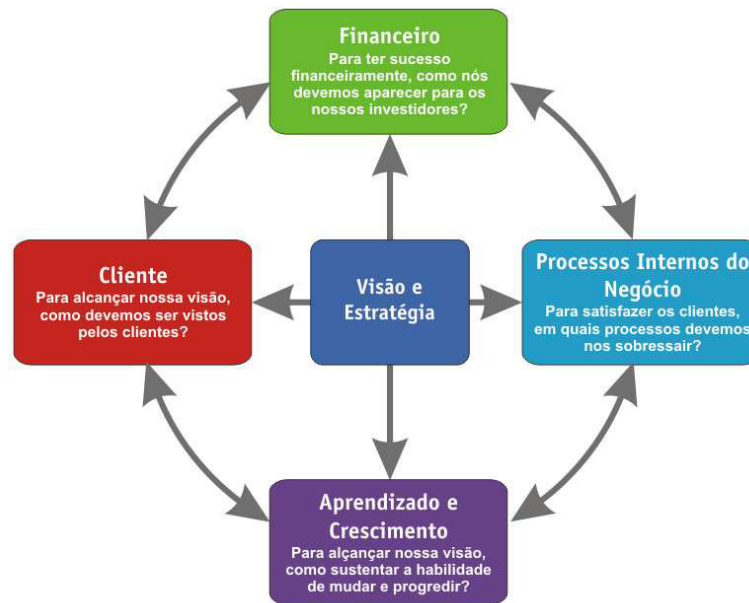 Financeiro
Para ter sucesso
financeiramente, como nós
devemos aparecer para os
nossos investidores?
Cliente
Para alcançar nossa visão,
como devemos ser vistos
pelos clientes?
Visão e
Estratégia
Processos Internos do
Negócio
Para satisfazer os clientes,
em quais processos devemos
nos sobressair?
Aprendizado e
Crescimento
Para alçançar nossa visão,
como sustentar a habilidade
de mudar e progredir?